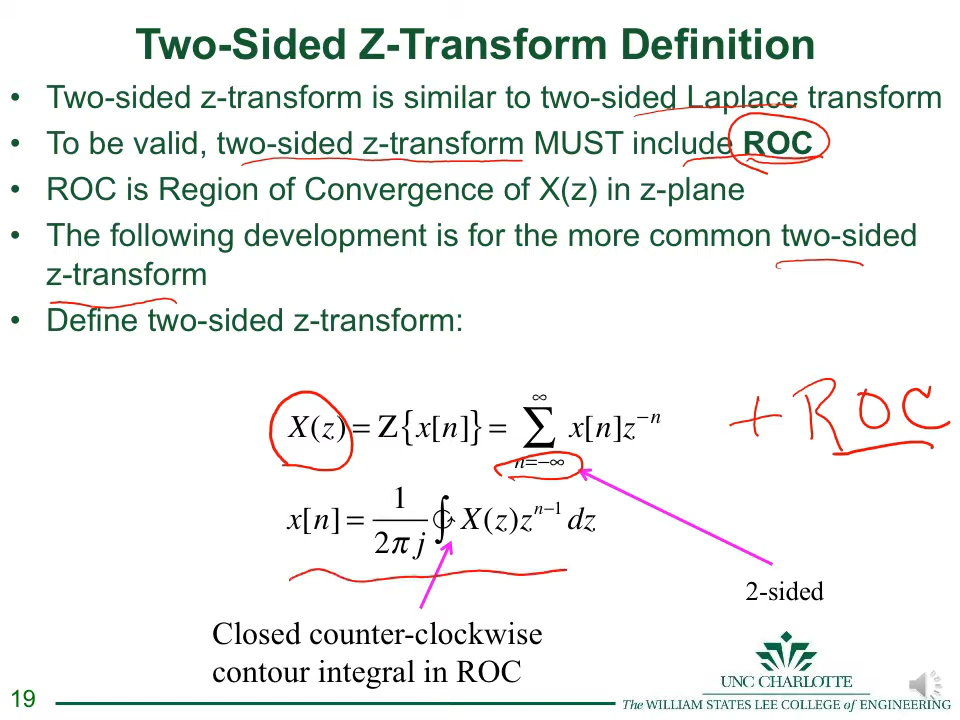 Two-Sided Z-Transform Definition
• Two-sided z-transform is similar to two-sided Laplace transform
• To be valid, two-sided z-transform MUST include ROC
• ROC is Region of Convergence of X(z) in z-plane
• The following development is for the more common two-sided
z-transform
• Define two-sided z-transform:
X(z) = Z{x[n]} = ∑_{n=-∞}^{∞} x[n]z^{-n}
+ ROC
x[n] = \frac{1}{2πj} ∮ X(z)z^{n-1} dz
2-sided
Closed counter-clockwise
contour integral in ROC
UNC CHARLOTTE
The WILLIAM STATES LEE COLLEGE of ENGINEERING
19